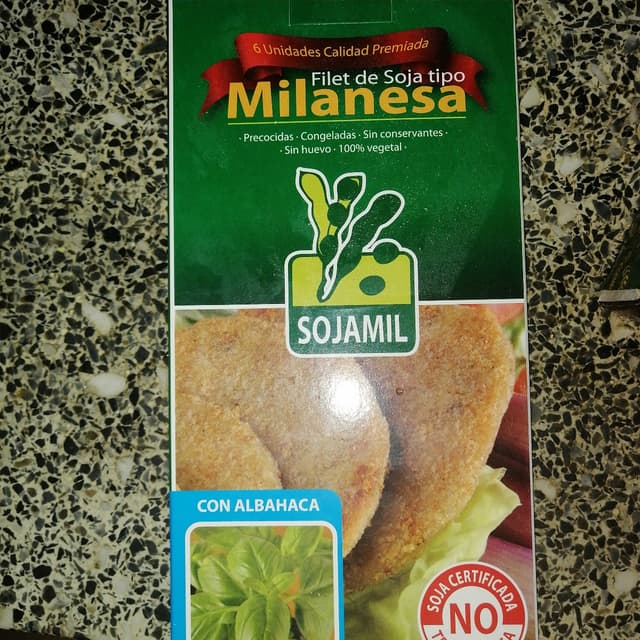 6 Unidades Calidad Premiada
Filet de Soja tipo
Milanesa
· Precocidas · Congeladas · Sin conservantes ·
· Sin huevo · 100% vegetal ·
SOJAMIL
CON ALBAHACA
SOJA CERTIFICADA
NO